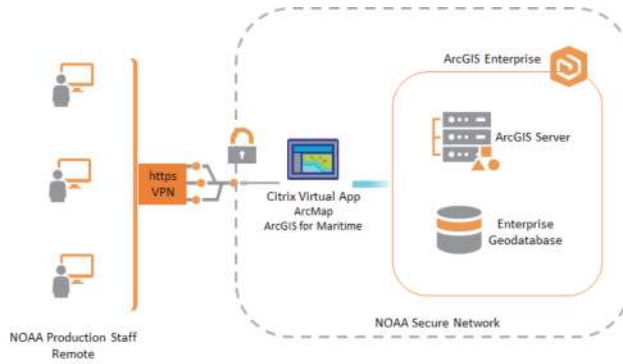 ArcGIS Enterprise
ArcGIS Server
https
VPN
Citrix Virtual App
ArcMap
ArcGIS for Maritime
Enterprise
Geodatabase
NOAA Secure Network
NOAA Production Staff
Remote